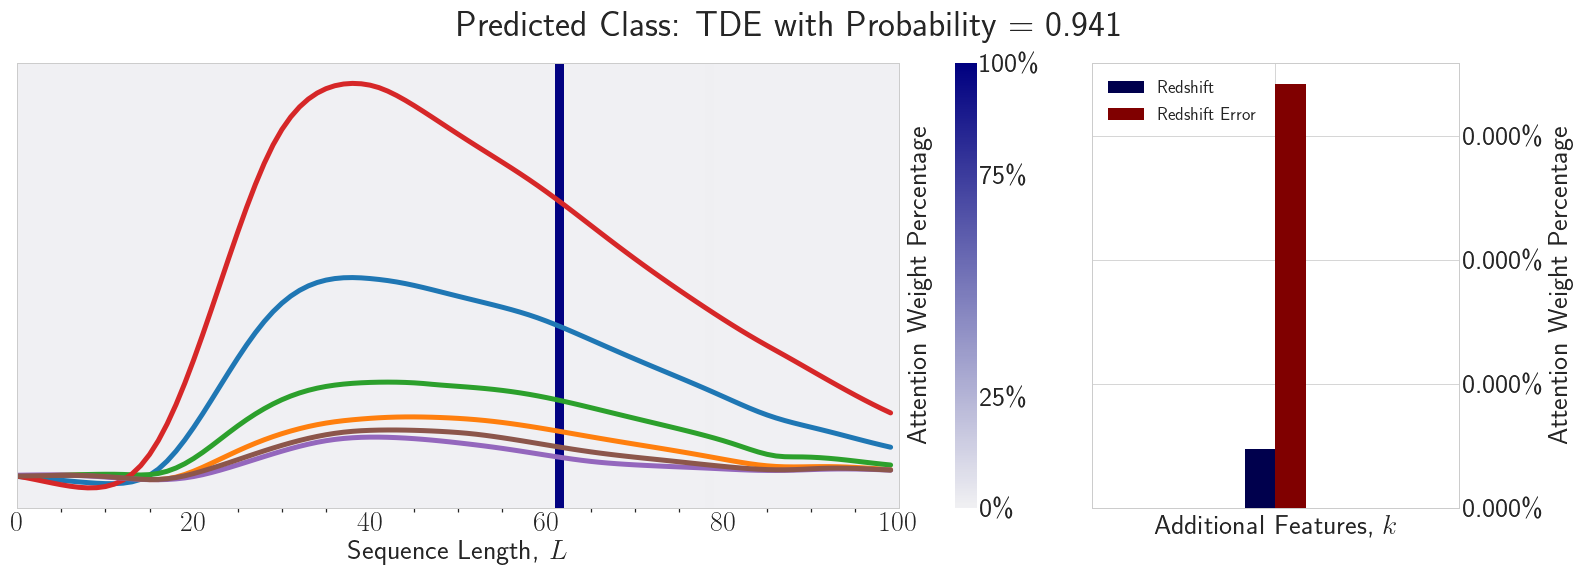 Predicted Class: TDE with Probability = 0.941
0 20 40 60 80 100
Sequence Length, L
100%
75%
25%
0%
Attention Weight Percentage
Redshift
Redshift Error
0.000%
0.000%
0.000%
0.000%
Attention Weight Percentage
Additional Features, k